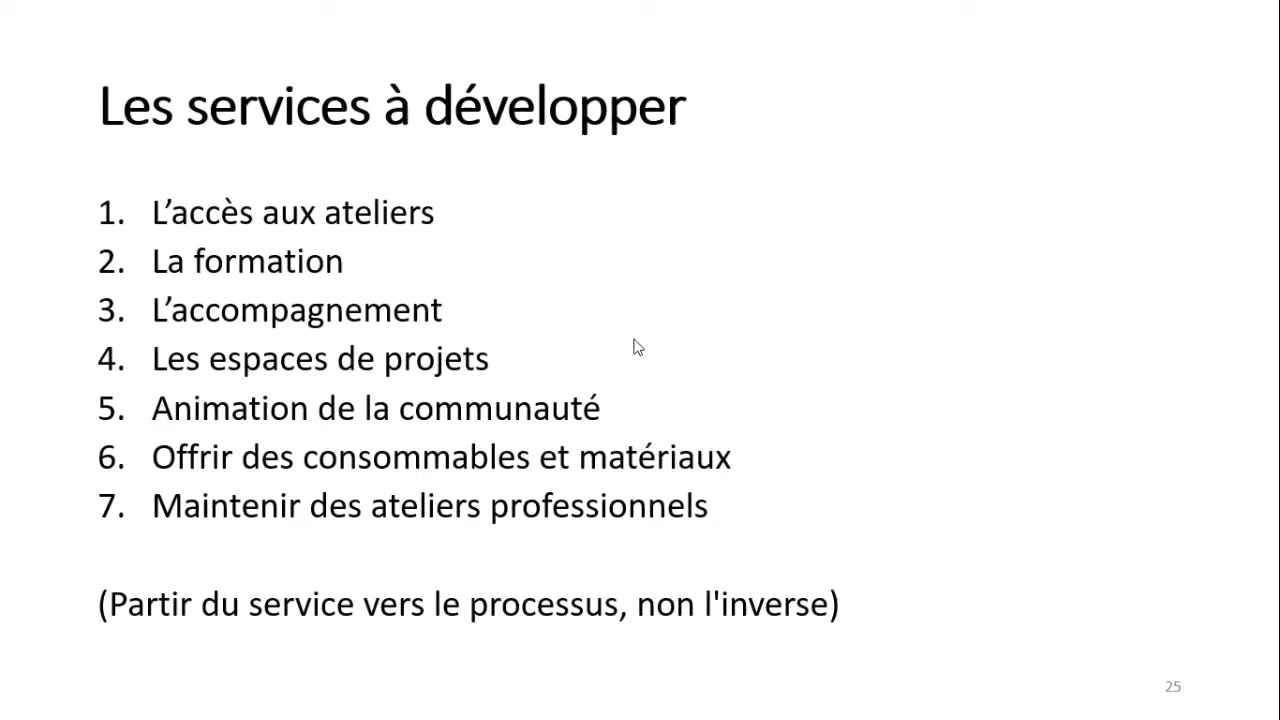 Les services à développer
1. L’accès aux ateliers
2. La formation
3. L’accompagnement
4. Les espaces de projets
5. Animation de la communauté
6. Offrir des consommables et matériaux
7. Maintenir des ateliers professionnels
(Partir du service vers le processus, non l'inverse)
25